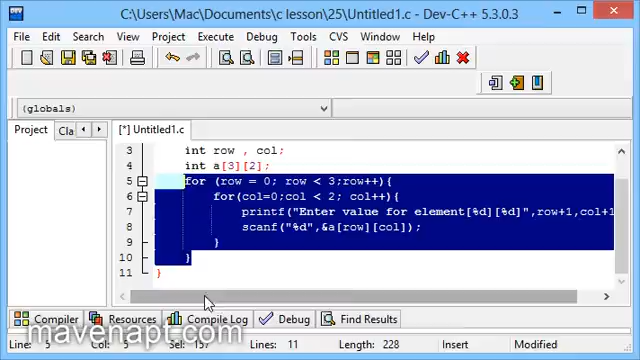 C:\Users\Mac\Documents\c lesson\25\Untitled1.c - Dev-C++ 5.3.0.3
File Edit Search View Project Execute Debug Tools CVS Window Help
(globals)
Project Cla [*] Untitled1.c
3 int row , col;
4 int a[3][2];
5 for (row = 0; row < 3;row++){
6 for(col=0;col < 2; col++){
7 printf("Enter value for element[%d][%d]",row+1,col+1
8 scanf("%d",&a[row][col]);
9 }
10 }
11 }
Compiler Resources Compile Log Debug Find Results
mavenapt.com
Line: 5 Col: 5 Sel: 157 Lines: 11 Length: 228 Insert Modified